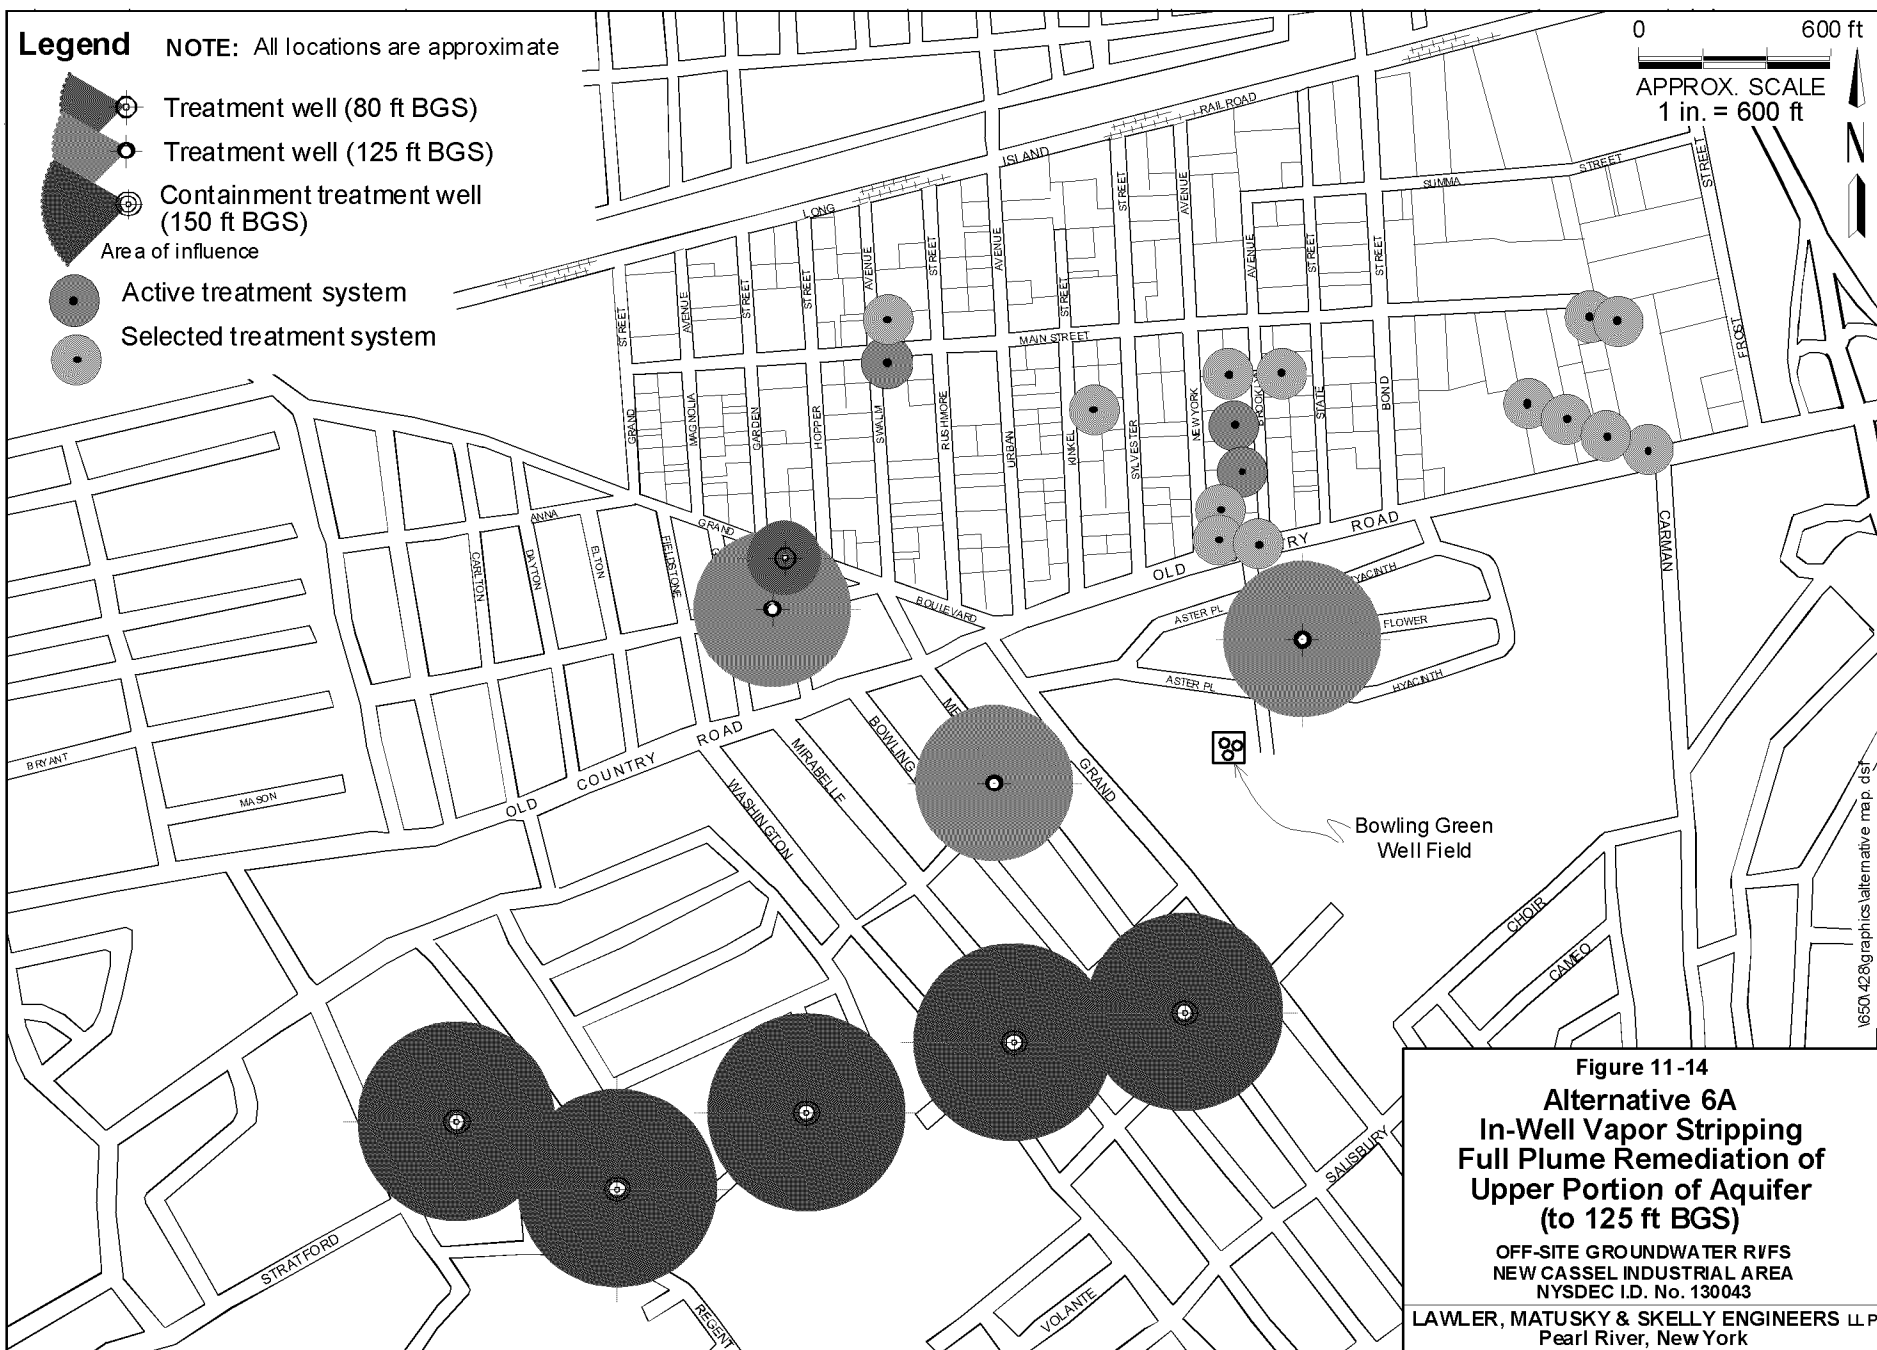 Legend
NOTE: All locations are approximate
Treatment well (80 ft BGS)
Treatment well (125 ft BGS)
Containment treatment well
(150 ft BGS)
Area of influence
Active treatment system
Selected treatment system
0 600 ft
APPROX. SCALE
1 in. = 600 ft
N
LONG
ISLAND
RAILROAD
SUMMA
STREET
STREET
FROST
STREET
AVENUE
STREET
STREET
AVENUE
STREET
AVENUE
STREET
STREET
AVENUE
AVENUE
STREET
STREET
MAIN STREET
GRAND
MAGNOLIA
GARDEN
HOPPER
SWALM
RUSHMORE
URBAN
KINKEL
SYLVESTER
NEW YORK
STATE
BOND
ANNA
GRAND
BOULEVARD
CARLTON
DAYTON
ELTON
FIELDSTONE
OLD
ROAD
CARMAN
HYACINTH
ASTER PL
FLOWER
ASTER PL
HYACINTH
BRYANT
MASON
OLD
COUNTRY
ROAD
WASHINGTON
MIRABELLE
BOWLING
GRAND
Bowling Green
Well Field
CHOIR
CAMEO
SALISBURY
STRATFORD
REGENT
VOLANTE
\650\428\graphics\alternative map. dsf
Figure 11-14
Alternative 6A
In-Well Vapor Stripping
Full Plume Remediation of
Upper Portion of Aquifer
(to 125 ft BGS)
OFF-SITE GROUNDWATER RI/FS
NEW CASSEL INDUSTRIAL AREA
NYSDEC I.D. No. 130043
LAWLER, MATUSKY & SKELLY ENGINEERS LLP
Pearl River, New York